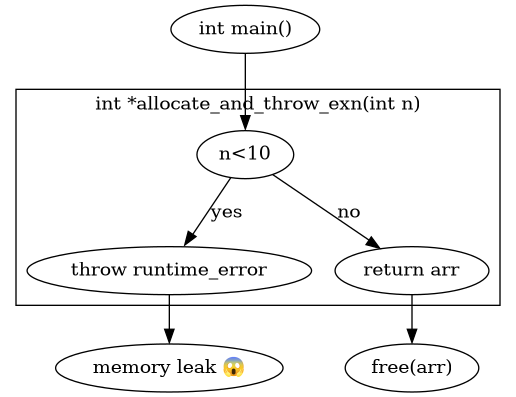 int main()
int *allocate_and_throw_exn(int n)
n<10
yes
no
throw runtime_error
return arr
memory leak 😱
free(arr)